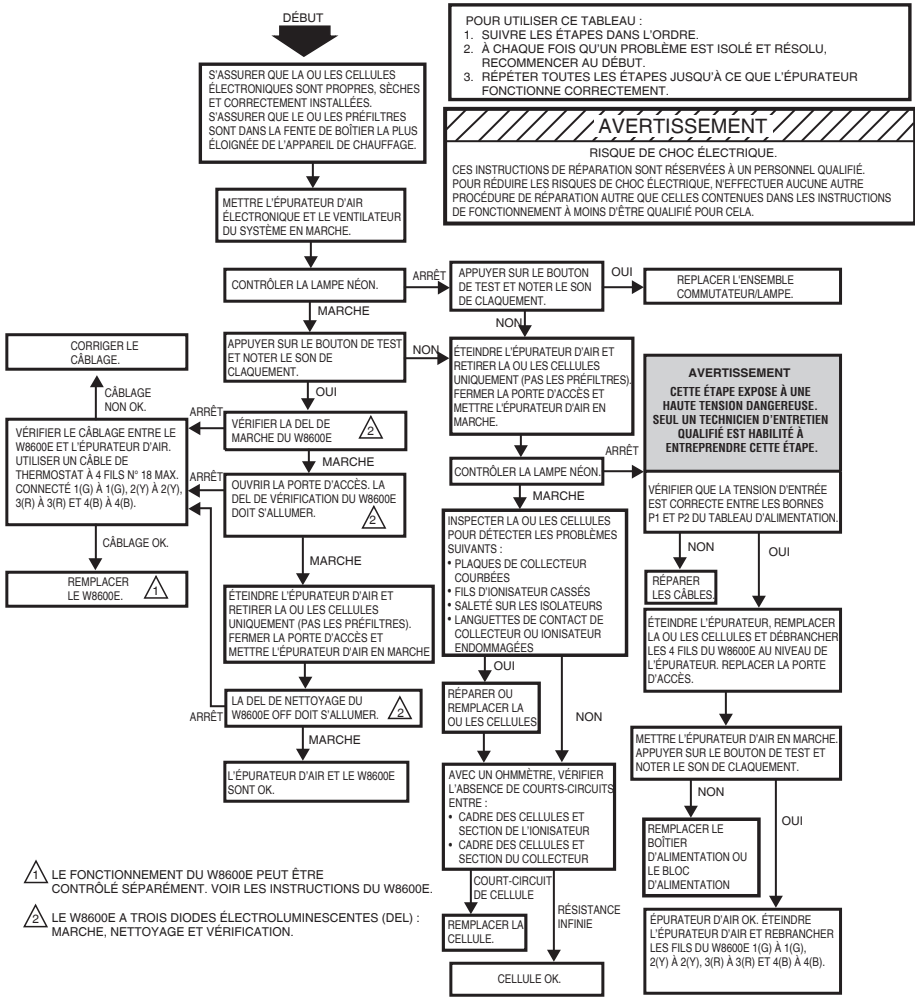 DÉBUT
POUR UTILISER CE TABLEAU :
1. SUIVRE LES ÉTAPES DANS L'ORDRE.
2. À CHAQUE FOIS QU'UN PROBLÈME EST ISOLÉ ET RÉSOLU,
RECOMMENCER AU DÉBUT.
3. RÉPÉTER TOUTES LES ÉTAPES JUSQU'À CE QUE L'ÉPURATEUR
FONCTIONNE CORRECTEMENT.
S'ASSURER QUE LA OU LES CELLULES
ÉLECTRONIQUES SONT PROPRES, SÈCHES
ET CORRECTEMENT INSTALLÉES.
S'ASSURER QUE LE OU LES PRÉFILTRES
SONT DANS LA FENTE DE BOÎTIER LA PLUS
ÉLOIGNÉE DE L'APPAREIL DE CHAUFFAGE.
AVERTISSEMENT
RISQUE DE CHOC ÉLECTRIQUE.
CES INSTRUCTIONS DE RÉPARATION SONT RÉSERVÉES À UN PERSONNEL QUALIFIÉ.
POUR RÉDUIRE LES RISQUES DE CHOC ÉLECTRIQUE, N'EFFECTUER AUCUNE AUTRE
PROCÉDURE DE RÉPARATION AUTRE QUE CELLES CONTENUES DANS LES INSTRUCTIONS
DE FONCTIONNEMENT À MOINS D'ÊTRE QUALIFIÉ POUR CELA.
METTRE L'ÉPURATEUR D'AIR
ÉLECTRONIQUE ET LE VENTILATEUR
DU SYSTÈME EN MARCHE.
CONTRÔLER LA LAMPE NÉON.
ARRÊT
APPUYER SUR LE BOUTON
DE TEST ET NOTER LE SON
DE CLAQUEMENT.
OUI
REPLACER L'ENSEMBLE
COMMUTATEUR/LAMPE.
MARCHE
NON
APPUYER SUR LE BOUTON DE TEST
ET NOTER LE SON DE
CLAQUEMENT.
NON
ÉTEINDRE L'ÉPURATEUR D'AIR ET
RETIRER LA OU LES CELLULES
UNIQUEMENT (PAS LES PRÉFILTRES).
FERMER LA PORTE D'ACCÈS ET
METTRE L'ÉPURATEUR D'AIR EN
MARCHE.
CORRIGER LE
CÂBLAGE.
CÂBLAGE
NON OK.
OUI
ARRÊT
VÉRIFIER LA DEL DE
MARCHE DU W8600E
2
VÉRIFIER LE CÂBLAGE ENTRE LE
W8600E ET L'ÉPURATEUR D'AIR.
UTILISER UN CÂBLE DE
THERMOSTAT À 4 FILS N° 18 MAX.
CONNECTÉ 1(G) À 1(G), 2(Y) À 2(Y),
3(R) À 3(R) ET 4(B) À 4(B).
MARCHE
ARRÊT
OUVRIR LA PORTE D'ACCÈS. LA
DEL DE VÉRIFICATION DU W8600E
DOIT S'ALLUMER.
2
CÂBLAGE OK.
REMPLACER
LE W8600E.
1
MARCHE
ÉTEINDRE L'ÉPURATEUR D'AIR ET
RETIRER LA OU LES CELLULES
UNIQUEMENT (PAS LES PRÉFILTRES).
FERMER LA PORTE D'ACCÈS ET
METTRE L'ÉPURATEUR D'AIR EN MARCHE
ARRÊT
LA DEL DE NETTOYAGE DU
W8600E OFF DOIT S'ALLUMER.
2
MARCHE
L'ÉPURATEUR D'AIR ET LE W8600E
SONT OK.
CONTRÔLER LA LAMPE NÉON.
ARRÊT
MARCHE
INSPECTER LA OU LES CELLULES
POUR DÉTECTER LES PROBLÈMES
SUIVANTS :
• PLAQUES DE COLLECTEUR
COURBÉES
• FILS D'IONISATEUR CASSÉS
• SALETÉ SUR LES ISOLATEURS
• LANGUETTES DE CONTACT DE
COLLECTEUR OU IONISATEUR
ENDOMMAGÉES
OUI
RÉPARER OU
REMPLACER LA
OU LES CELLULES
NON
AVEC UN OHMMÈTRE, VÉRIFIER
L'ABSENCE DE COURTS-CIRCUITS
ENTRE :
• CADRE DES CELLULES ET
SECTION DE L'IONISATEUR
• CADRE DES CELLULES ET
SECTION DU COLLECTEUR
COURT-CIRCUIT
DE CELLULE
REMPLACER LA
CELLULE.
RÉSISTANCE
INFINIE
CELLULE OK.
AVERTISSEMENT
CETTE ÉTAPE EXPOSE À UNE
HAUTE TENSION DANGEREUSE.
SEUL UN TECHNICIEN D'ENTRETIEN
QUALIFIÉ EST HABILITÉ À
ENTREPRENDRE CETTE ÉTAPE.
VÉRIFIER QUE LA TENSION D'ENTRÉE
EST CORRECTE ENTRE LES BORNES
P1 ET P2 DU TABLEAU D'ALIMENTATION.
NON
OUI
RÉPARER
LES CÂBLES.
ÉTEINDRE L'ÉPURATEUR, REMPLACER
LA OU LES CELLULES ET DÉBRANCHER
LES 4 FILS DU W8600E AU NIVEAU DE
L'ÉPURATEUR. REPLACER LA PORTE
D'ACCÈS.
METTRE L'ÉPURATEUR D'AIR EN MARCHE.
APPUYER SUR LE BOUTON DE TEST ET
NOTER LE SON DE CLAQUEMENT.
NON
OUI
REMPLACER LE
BOÎTIER
D'ALIMENTATION OU
LE BLOC
D'ALIMENTATION
ÉPURATEUR D'AIR OK. ÉTEINDRE
L'ÉPURATEUR D'AIR ET REBRANCHER
LES FILS DU W8600E 1(G) À 1(G),
2(Y) À 2(Y), 3(R) À 3(R) ET 4(B) À 4(B).
1 LE FONCTIONNEMENT DU W8600E PEUT ÊTRE
CONTRÔLÉ SÉPARÉMENT. VOIR LES INSTRUCTIONS DU W8600E.
2 LE W8600E A TROIS DIODES ÉLECTROLUMINESCENTES (DEL) :
MARCHE, NETTOYAGE ET VÉRIFICATION.